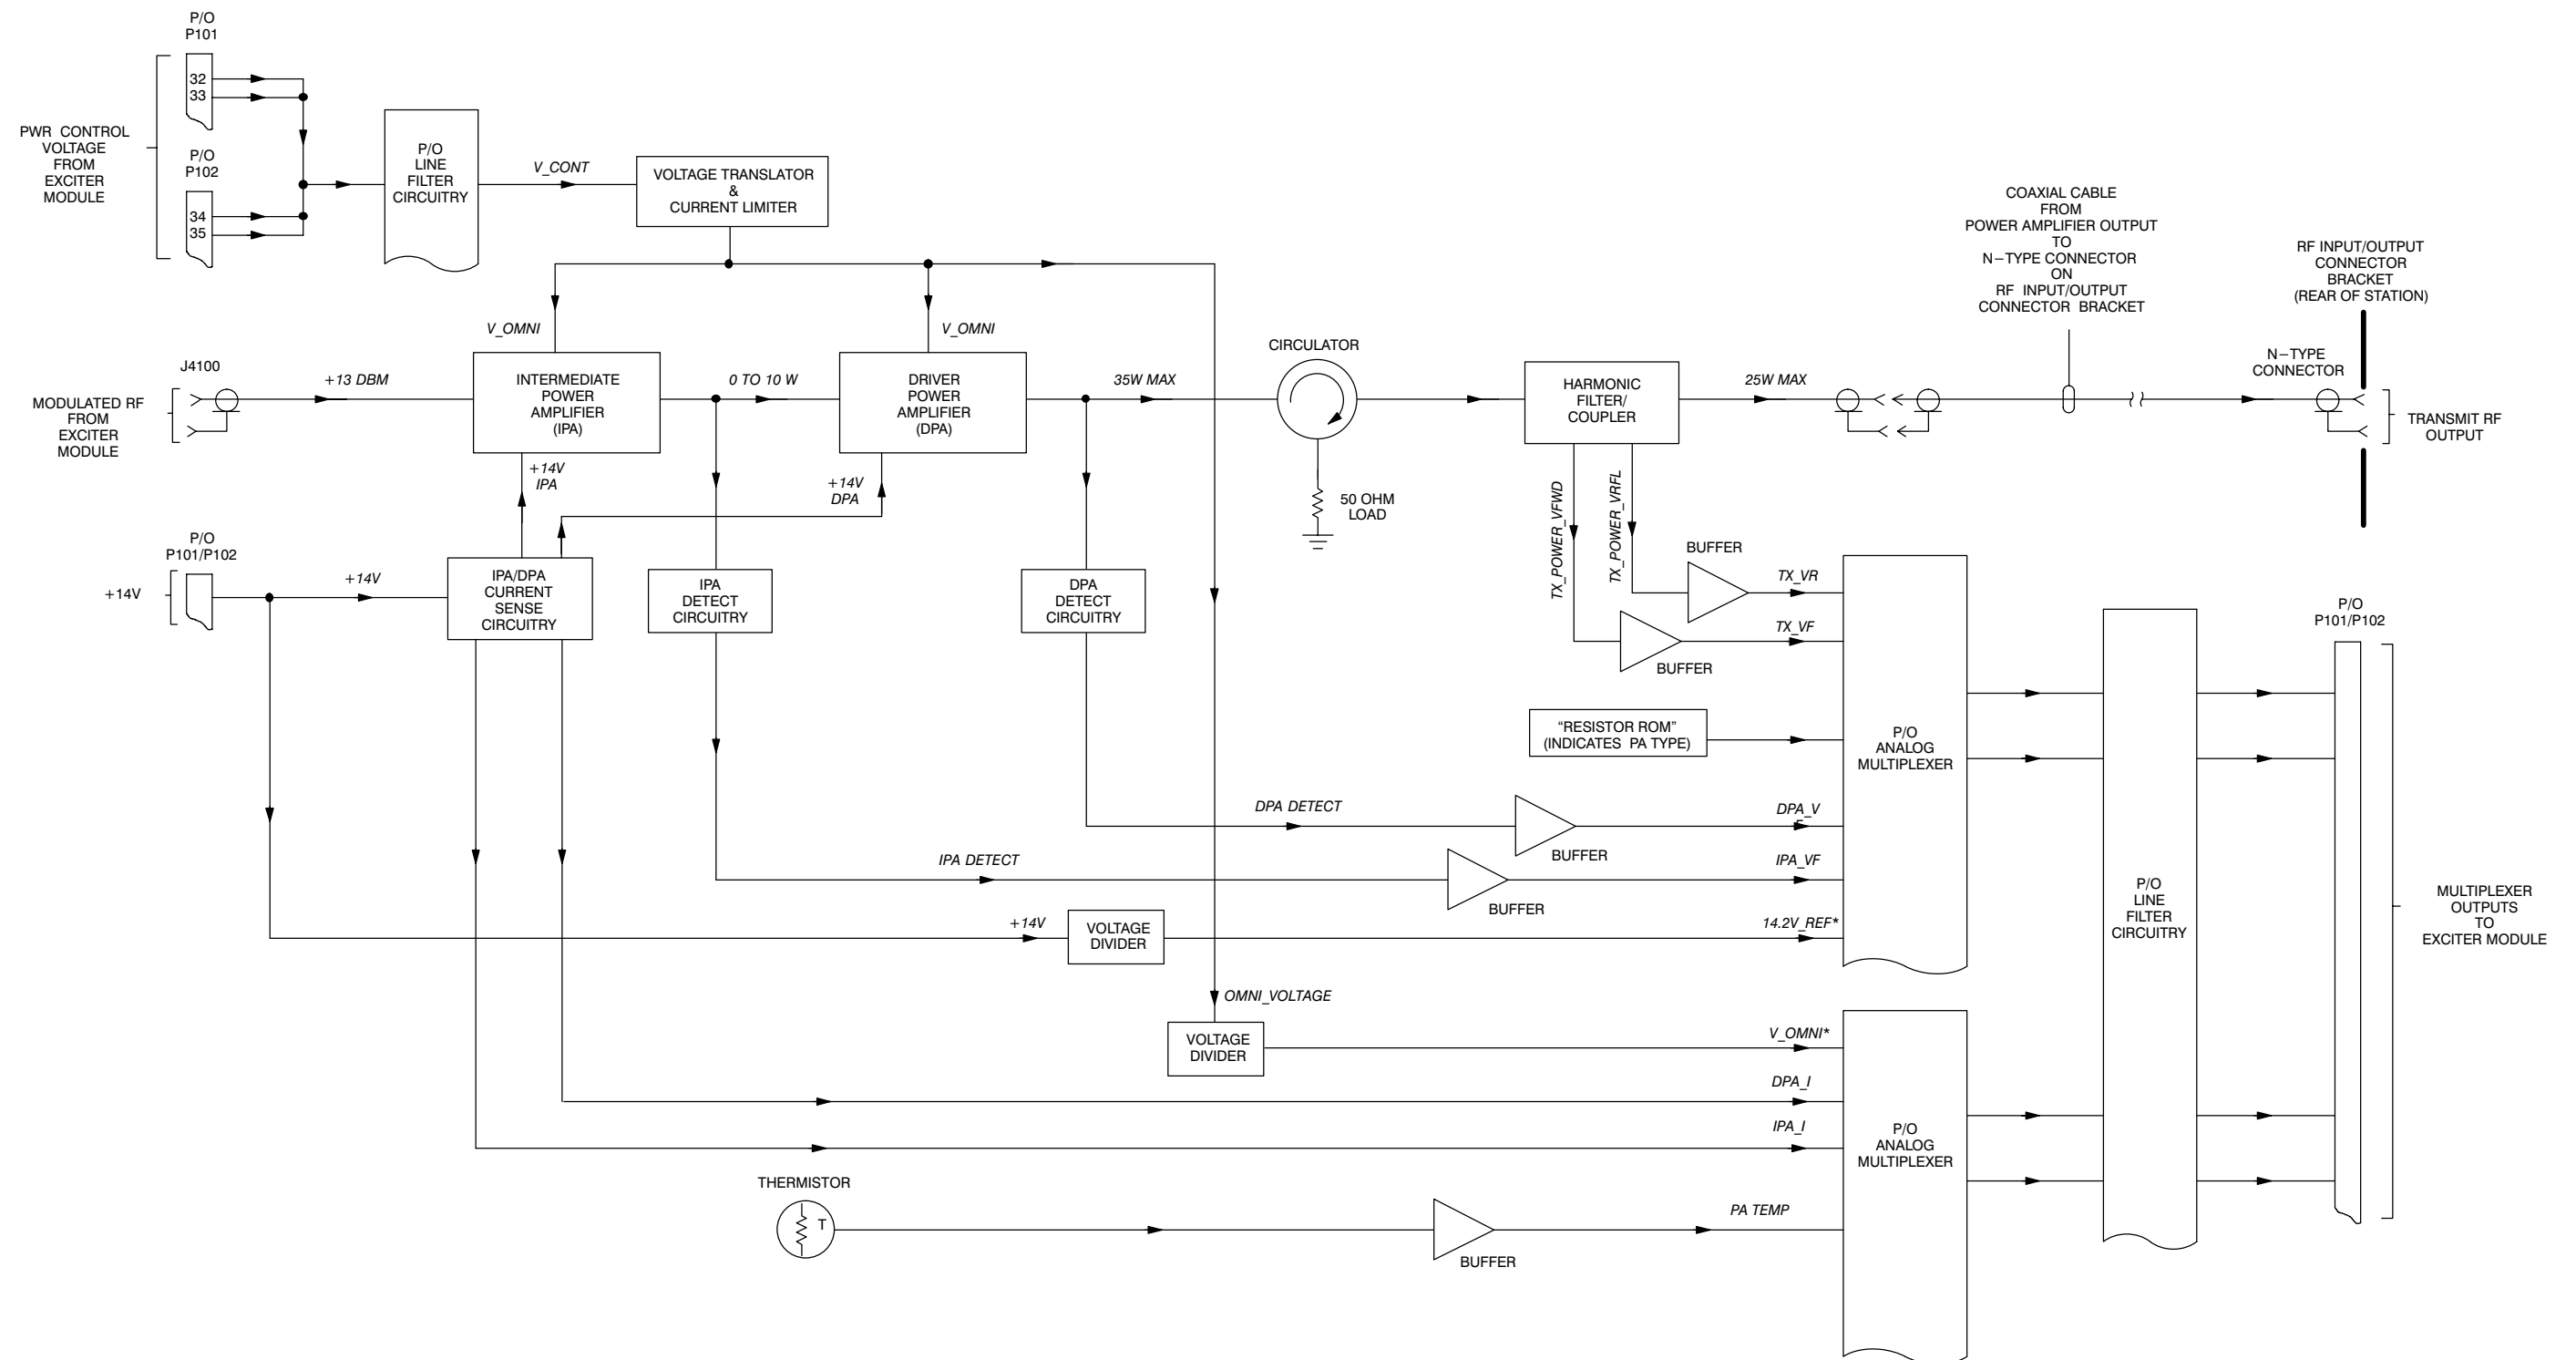 P/O
P101
32
33
PWR CONTROL
VOLTAGE
FROM
EXCITER
MODULE
P/O
P102
34
35
P/O
LINE
FILTER
CIRCUITRY
V_CONT
VOLTAGE TRANSLATOR
&
CURRENT LIMITER
V_OMNI
V_OMNI
COAXIAL CABLE
FROM
POWER AMPLIFIER OUTPUT
TO
N–TYPE CONNECTOR
ON
RF INPUT/OUTPUT
CONNECTOR BRACKET
RF INPUT/OUTPUT
CONNECTOR
BRACKET
(REAR OF STATION)
J4100
MODULATED RF
FROM
EXCITER
MODULE
+13 DBM
INTERMEDIATE
POWER
AMPLIFIER
(IPA)
0 TO 10 W
DRIVER
POWER
AMPLIFIER
(DPA)
35W MAX
CIRCULATOR
50 OHM
LOAD
HARMONIC
FILTER/
COUPLER
25W MAX
N–TYPE
CONNECTOR
TRANSMIT RF
OUTPUT
+14V
IPA
+14V
DPA
TX_POWER_VFWD
TX_POWER_VRFL
P/O
P101/P102
+14V
+14V
IPA/DPA
CURRENT
SENSE
CIRCUITRY
IPA
DETECT
CIRCUITRY
DPA
DETECT
CIRCUITRY
BUFFER
TX_VR
TX_VF
BUFFER
“RESISTOR ROM”
(INDICATES PA TYPE)
P/O
ANALOG
MULTIPLEXER
DPA DETECT
DPA_V
BUFFER
IPA DETECT
IPA_VF
BUFFER
+14V
VOLTAGE
DIVIDER
14.2V_REF*
OMNI_VOLTAGE
VOLTAGE
DIVIDER
V_OMNI*
DPA_I
IPA_I
P/O
ANALOG
MULTIPLEXER
THERMISTOR
T
BUFFER
PA TEMP
P/O
LINE
FILTER
CIRCUITRY
P/O
P101/P102
MULTIPLEXER
OUTPUTS
TO
EXCITER MODULE